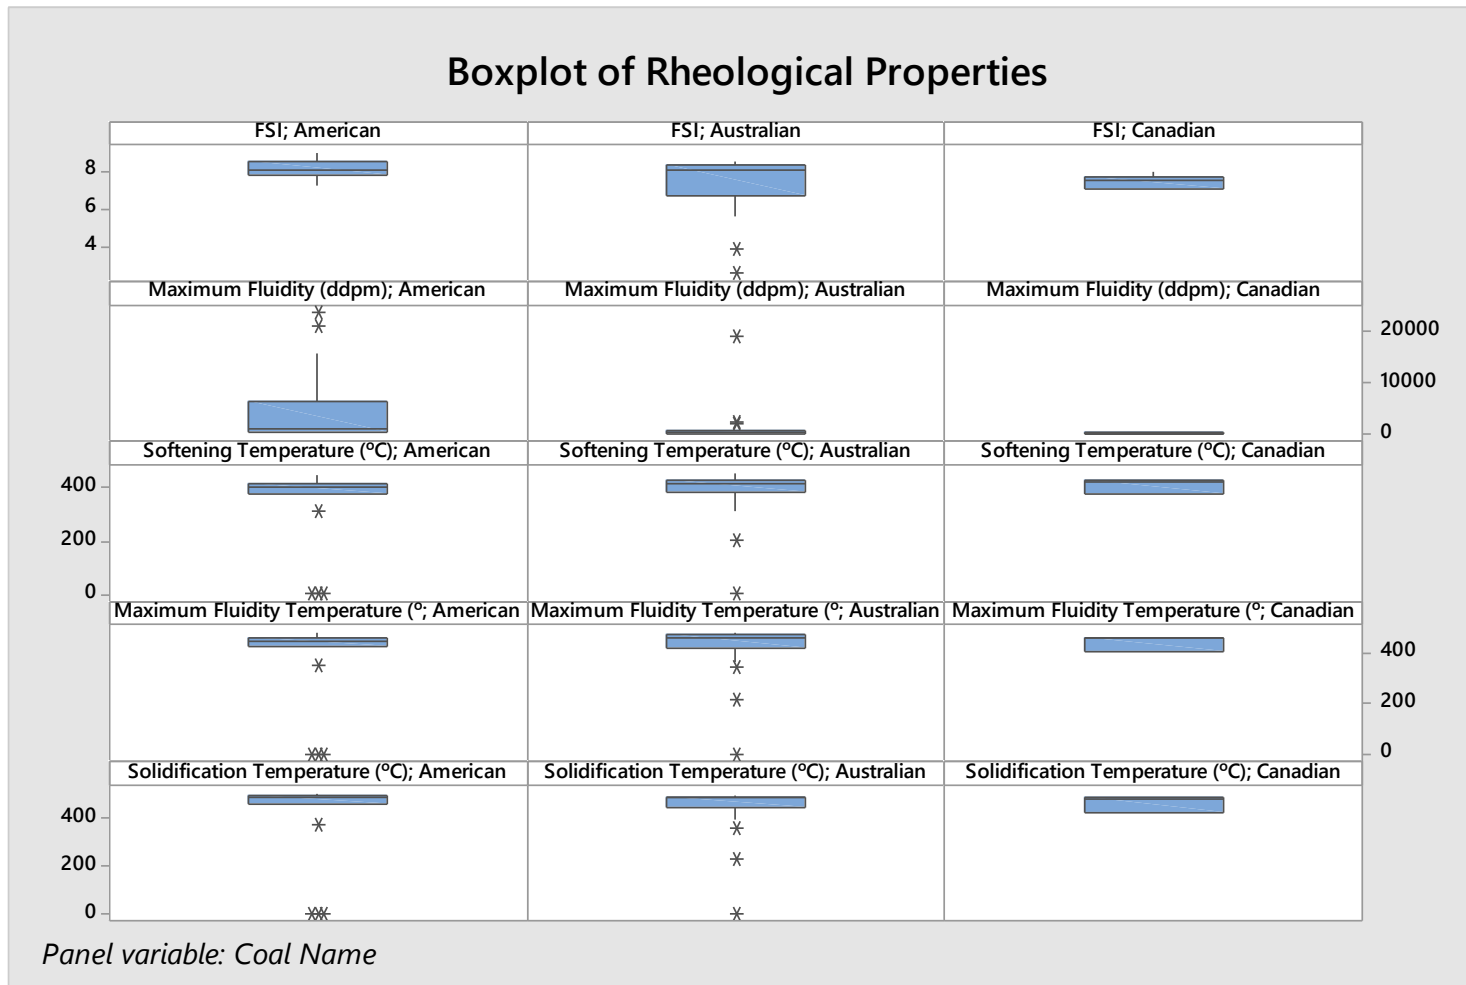 Boxplot of Rheological Properties
FSI; American FSI; Australian FSI; Canadian
8
6
4
Maximum Fluidity (ddpm); American Maximum Fluidity (ddpm); Australian Maximum Fluidity (ddpm); Canadian
20000
10000
0
Softening Temperature (ºC); American Softening Temperature (ºC); Australian Softening Temperature (ºC); Canadian
400
200
0
Maximum Fluidity Temperature (º; American Maximum Fluidity Temperature (º; Australian Maximum Fluidity Temperature (º; Canadian
400
200
0
Solidification Temperature (ºC); American Solidification Temperature (ºC); Australian Solidification Temperature (ºC); Canadian
400
200
0
Panel variable: Coal Name